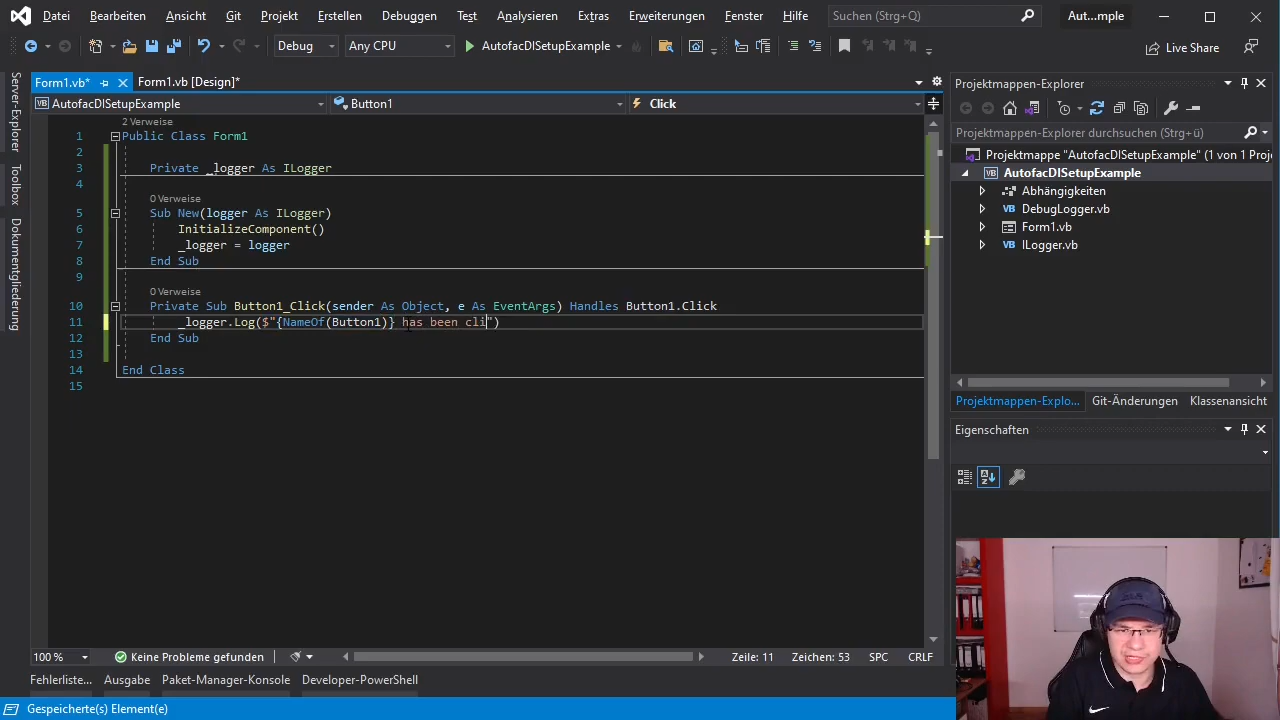 Datei Bearbeiten Ansicht Git Projekt Erstellen Debuggen Test Analysieren Extras Erweiterungen Fenster Hilfe Suchen (Strg+Q) Aut...mple
Debug Any CPU AutofacDISetupExample Live Share
Server-Explorer
Toolbox
Dokumentgliederung
Form1.vb* Form1.vb [Design]*
AutofacDISetupExample Button1 Click
2 Verweise
1 Public Class Form1
2
3 Private _logger As ILogger
4
0 Verweise
5 Sub New(logger As ILogger)
6 InitializeComponent()
7 _logger = logger
8 End Sub
9
0 Verweise
10 Private Sub Button1_Click(sender As Object, e As EventArgs) Handles Button1.Click
11 _logger.Log($"{NameOf(Button1)} has been cli")
12 End Sub
13
14 End Class
15
100 % Keine Probleme gefunden Zeile: 11 Zeichen: 53 SPC CRLF
Fehlerliste... Ausgabe Paket-Manager-Konsole Developer-PowerShell
Gespeicherte(s) Element(e)
Projektmappen-Explorer
Projektmappen-Explorer durchsuchen (Strg+ü)
Projektmappe "AutofacDISetupExample" (1 von 1 Proje
AutofacDISetupExample
Abhängigkeiten
DebugLogger.vb
Form1.vb
ILogger.vb
Projektmappen-Explo... Git-Änderungen Klassenansicht
Eigenschaften